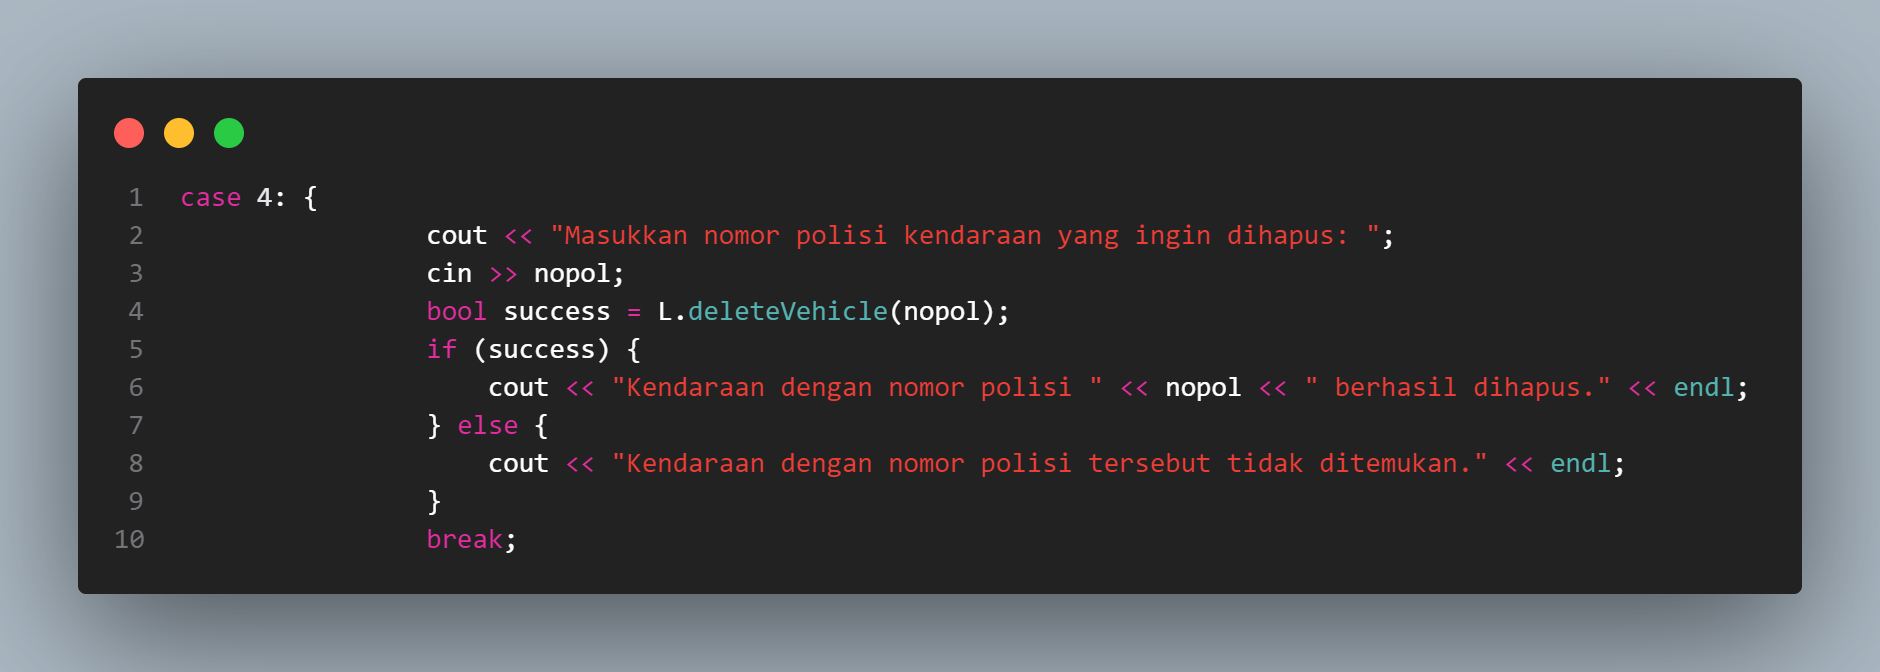 1 case 4: {
2 cout << "Masukkan nomor polisi kendaraan yang ingin dihapus: ";
3 cin >> nopol;
4 bool success = L.deleteVehicle(nopol);
5 if (success) {
6 cout << "Kendaraan dengan nomor polisi " << nopol << " berhasil dihapus." << endl;
7 } else {
8 cout << "Kendaraan dengan nomor polisi tersebut tidak ditemukan." << endl;
9 }
10 break;